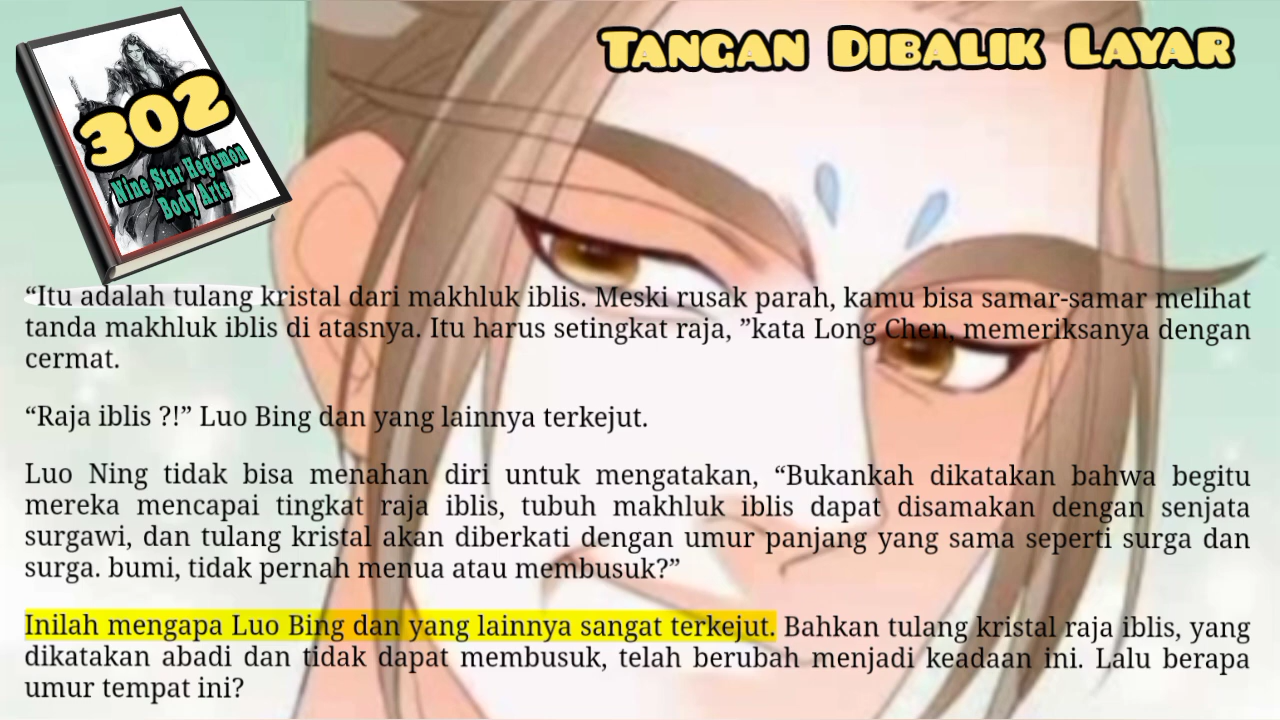 TANGAN DIBALIK LAYAR
302
Nine Star Hegemon
Body Arts
“Itu adalah tulang kristal dari makhluk iblis. Meski rusak parah, kamu bisa samar-samar melihat
tanda makhluk iblis di atasnya. Itu harus setingkat raja, ”kata Long Chen, memeriksanya dengan
cermat.
“Raja iblis ?!” Luo Bing dan yang lainnya terkejut.
Luo Ning tidak bisa menahan diri untuk mengatakan, “Bukankah dikatakan bahwa begitu
mereka mencapai tingkat raja iblis, tubuh makhluk iblis dapat disamakan dengan senjata
surgawi, dan tulang kristal akan diberkati dengan umur panjang yang sama seperti surga dan
surga. bumi, tidak pernah menua atau membusuk?”
Inilah mengapa Luo Bing dan yang lainnya sangat terkejut. Bahkan tulang kristal raja iblis, yang
dikatakan abadi dan tidak dapat membusuk, telah berubah menjadi keadaan ini. Lalu berapa
umur tempat ini?